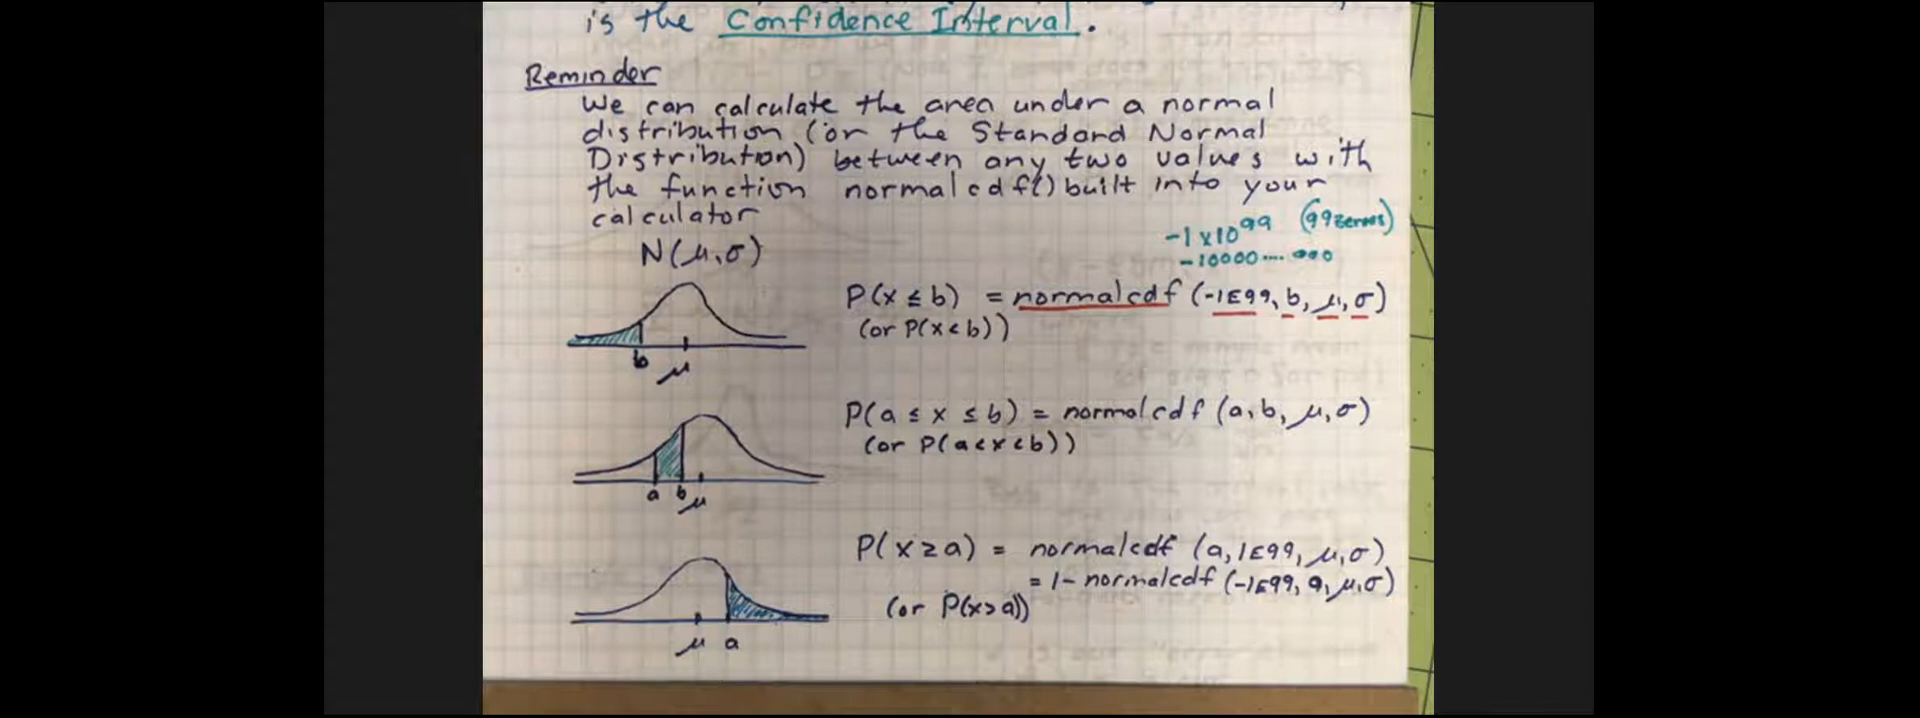 is the Confidence Interval.
Reminder
We can calculate the area under a normal
distribution (or the Standard Normal
Distribution) between any two values with
the function normalcdf() built into your
calculator
-1x10^99 (99zeros)
-10000....000
N(μ,σ)
P(x ≤ b) = normalcdf (-1E99, b, μ, σ)
(or P(x < b))
b
μ
P(a ≤ x ≤ b) = normalcdf (a, b, μ, σ)
(or P(a<x<b))
a b
μ
P(x ≥ a) = normalcdf (a, 1E99, μ, σ)
= 1- normalcdf (-1E99, a, μ, σ)
(or P(x>a))
μ a